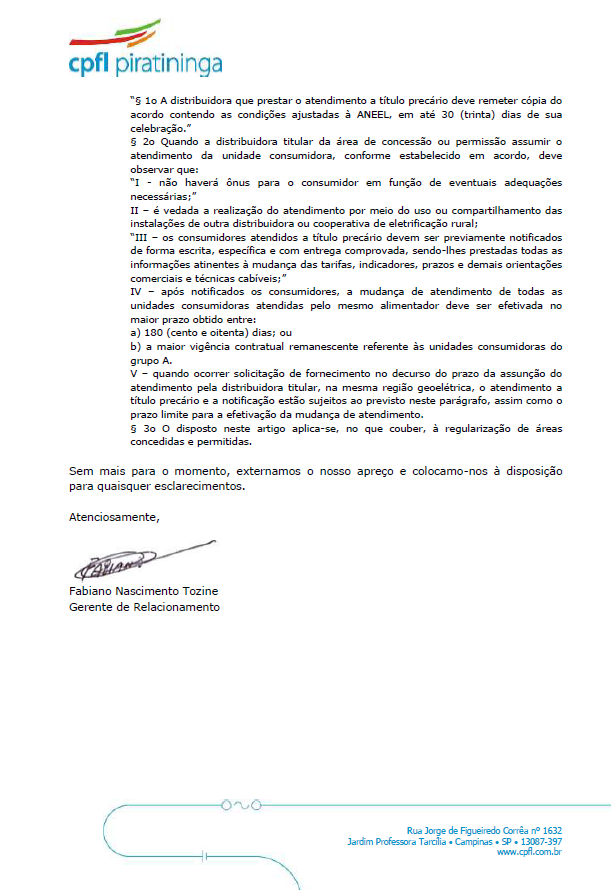 cpfl piratininga
"§ 1o A distribuidora que prestar o atendimento a título precário deve remeter cópia do
acordo contendo as condições ajustadas à ANEEL, em até 30 (trinta) dias de sua
celebração."
§ 2o Quando a distribuidora titular da área de concessão ou permissão assumir o
atendimento da unidade consumidora, conforme estabelecido em acordo, deve
observar que:
"I - não haverá ônus para o consumidor em função de eventuais adequações
necessárias;"
II – é vedada a realização do atendimento por meio do uso ou compartilhamento das
instalações de outra distribuidora ou cooperativa de eletrificação rural;
"III – os consumidores atendidos a título precário devem ser previamente notificados
de forma escrita, específica e com entrega comprovada, sendo-lhes prestadas todas as
informações atinentes à mudança das tarifas, indicadores, prazos e demais orientações
comerciais e técnicas cabíveis;"
IV – após notificados os consumidores, a mudança de atendimento de todas as
unidades consumidoras atendidas pelo mesmo alimentador deve ser efetivada no
maior prazo obtido entre:
a) 180 (cento e oitenta) dias; ou
b) a maior vigência contratual remanescente referente às unidades consumidoras do
grupo A.
V – quando ocorrer solicitação de fornecimento no decurso do prazo da assunção do
atendimento pela distribuidora titular, na mesma região geoelétrica, o atendimento a
título precário e a notificação estão sujeitos ao previsto neste parágrafo, assim como o
prazo limite para a efetivação da mudança de atendimento.
§ 3o O disposto neste artigo aplica-se, no que couber, à regularização de áreas
concedidas e permitidas.
Sem mais para o momento, externamos o nosso apreço e colocamo-nos à disposição
para quaisquer esclarecimentos.
Atenciosamente,
FABIANO
Fabiano Nascimento Tozine
Gerente de Relacionamento
Rua Jorge de Figueiredo Corrêa nº 1632
Jardim Professora Tarcília • Campinas • SP • 13087-397
www.cpfl.com.br